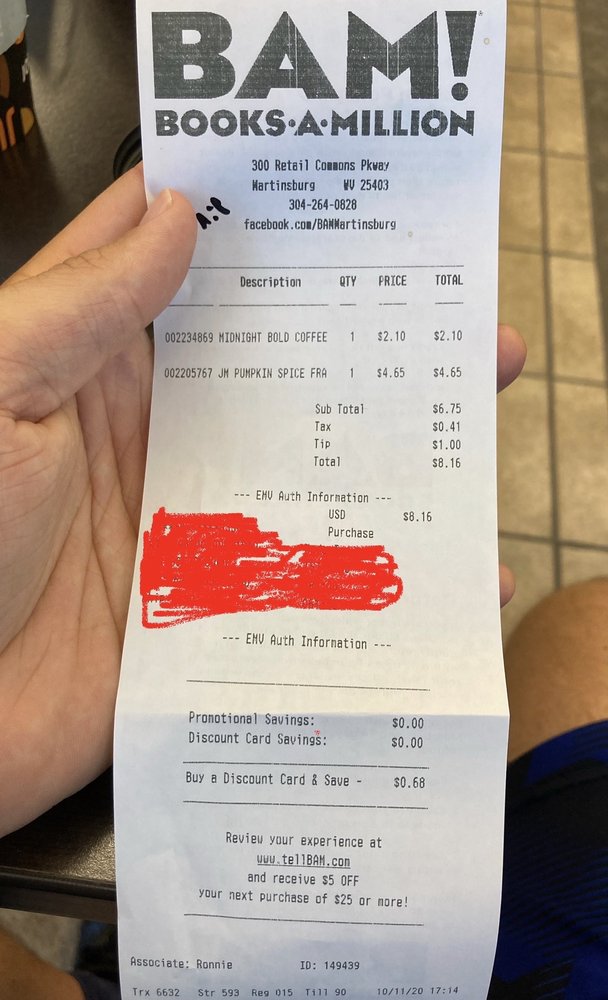 BAM!
BOOKS·A·MILLION
300 Retail Commons Pkway
Martinsburg WV 25403
304-264-0828
facebook.com/BAMMartinsburg
Description QTY PRICE TOTAL
002234869 MIDNIGHT BOLD COFFEE 1 $2.10 $2.10
002205767 JM PUMPKIN SPICE FRA 1 $4.65 $4.65
Sub Total $6.75
Tax $0.41
Tip $1.00
Total $8.16
--- EMV Auth Information ---
USD $8.16
Purchase
--- EMV Auth Information ---
Promotional Savings: $0.00
Discount Card Savings: $0.00
Buy a Discount Card & Save - $0.68
Review your experience at
www.tellBAM.com
and receive $5 OFF
your next purchase of $25 or more!
Associate: Ronnie ID: 149439
Trx 6632 Str 593 Reg 015 Till 90 10/11/20 17:14